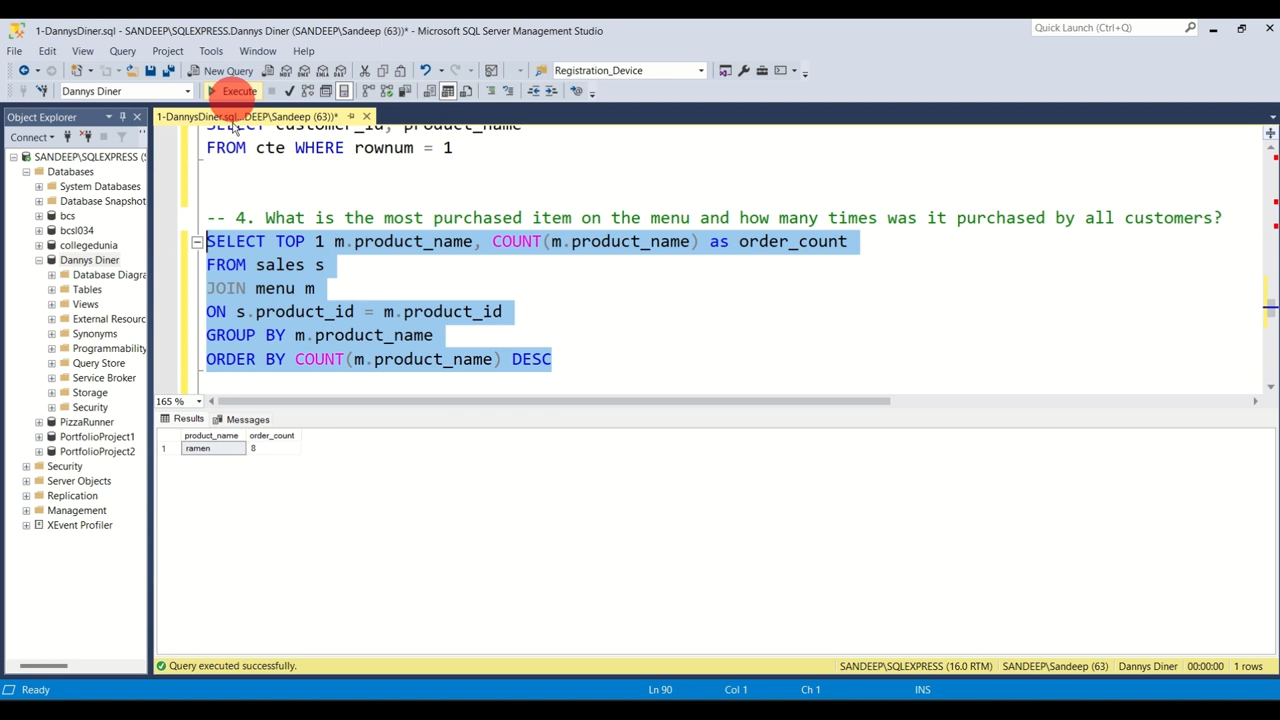 1-DannysDiner.sql - SANDEEP\SQLEXPRESS.Dannys Diner (SANDEEP\Sandeep (63))* - Microsoft SQL Server Management Studio
Quick Launch (Ctrl+Q)
File Edit View Query Project Tools Window Help
New Query
Registration_Device
Dannys Diner
Execute
Object Explorer
1-DannysDiner.sql...DEEP\Sandeep (63))*
Connect
SANDEEP\SQLEXPRESS (
Databases
System Databases
Database Snapshot
bcs
bcsl034
collegedunia
Dannys Diner
Database Diagra
Tables
Views
External Resourc
Synonyms
Programmability
Query Store
Service Broker
Storage
Security
PizzaRunner
PortfolioProject1
PortfolioProject2
Security
Server Objects
Replication
Management
XEvent Profiler
SELECT customer_id, product_name
FROM cte WHERE rownum = 1
-- 4. What is the most purchased item on the menu and how many times was it purchased by all customers?
SELECT TOP 1 m.product_name, COUNT(m.product_name) as order_count
FROM sales s
JOIN menu m
ON s.product_id = m.product_id
GROUP BY m.product_name
ORDER BY COUNT(m.product_name) DESC
165 %
Results Messages
product_name order_count
1 ramen 8
Query executed successfully.
SANDEEP\SQLEXPRESS (16.0 RTM) SANDEEP\Sandeep (63) Dannys Diner 00:00:00 1 rows
Ready Ln 90 Col 1 Ch 1 INS